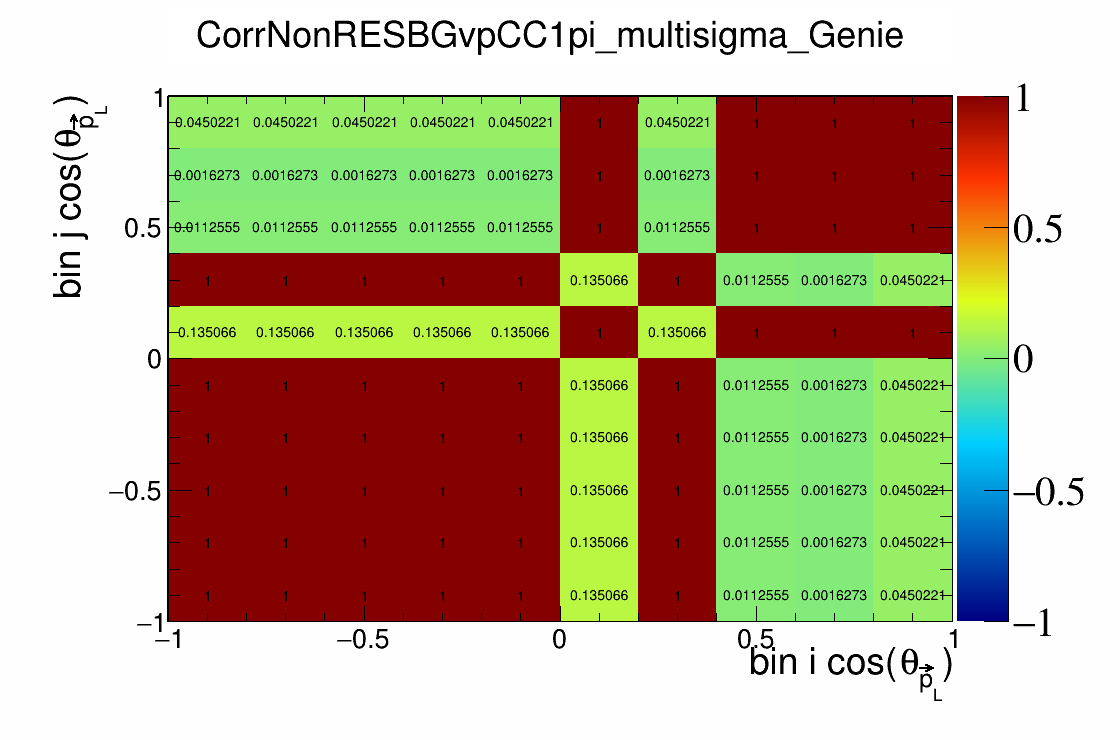 CorrNonRESBGvpCC1pi_multisigma_Genie
bin j cos(θ_p⃗_L)
1
0.5
0
−0.5
−1
0.0450221 0.0450221 0.0450221 0.0450221 0.0450221 1 0.0450221 1 1 1
0.0016273 0.0016273 0.0016273 0.0016273 0.0016273 1 0.0016273 1 1 1
0.0112555 0.0112555 0.0112555 0.0112555 0.0112555 1 0.0112555 1 1 1
1 1 1 1 1 0.135066 1 0.0112555 0.0016273 0.0450221
0.135066 0.135066 0.135066 0.135066 0.135066 1 0.135066 1 1 1
1 1 1 1 1 0.135066 1 0.0112555 0.0016273 0.0450221
1 1 1 1 1 0.135066 1 0.0112555 0.0016273 0.0450221
1 1 1 1 1 0.135066 1 0.0112555 0.0016273 0.0450221
1 1 1 1 1 0.135066 1 0.0112555 0.0016273 0.0450221
1 1 1 1 1 0.135066 1 0.0112555 0.0016273 0.0450221
−1 −0.5 0 0.5 1
bin i cos(θ_p⃗_L)
1
0.5
0
−0.5
−1